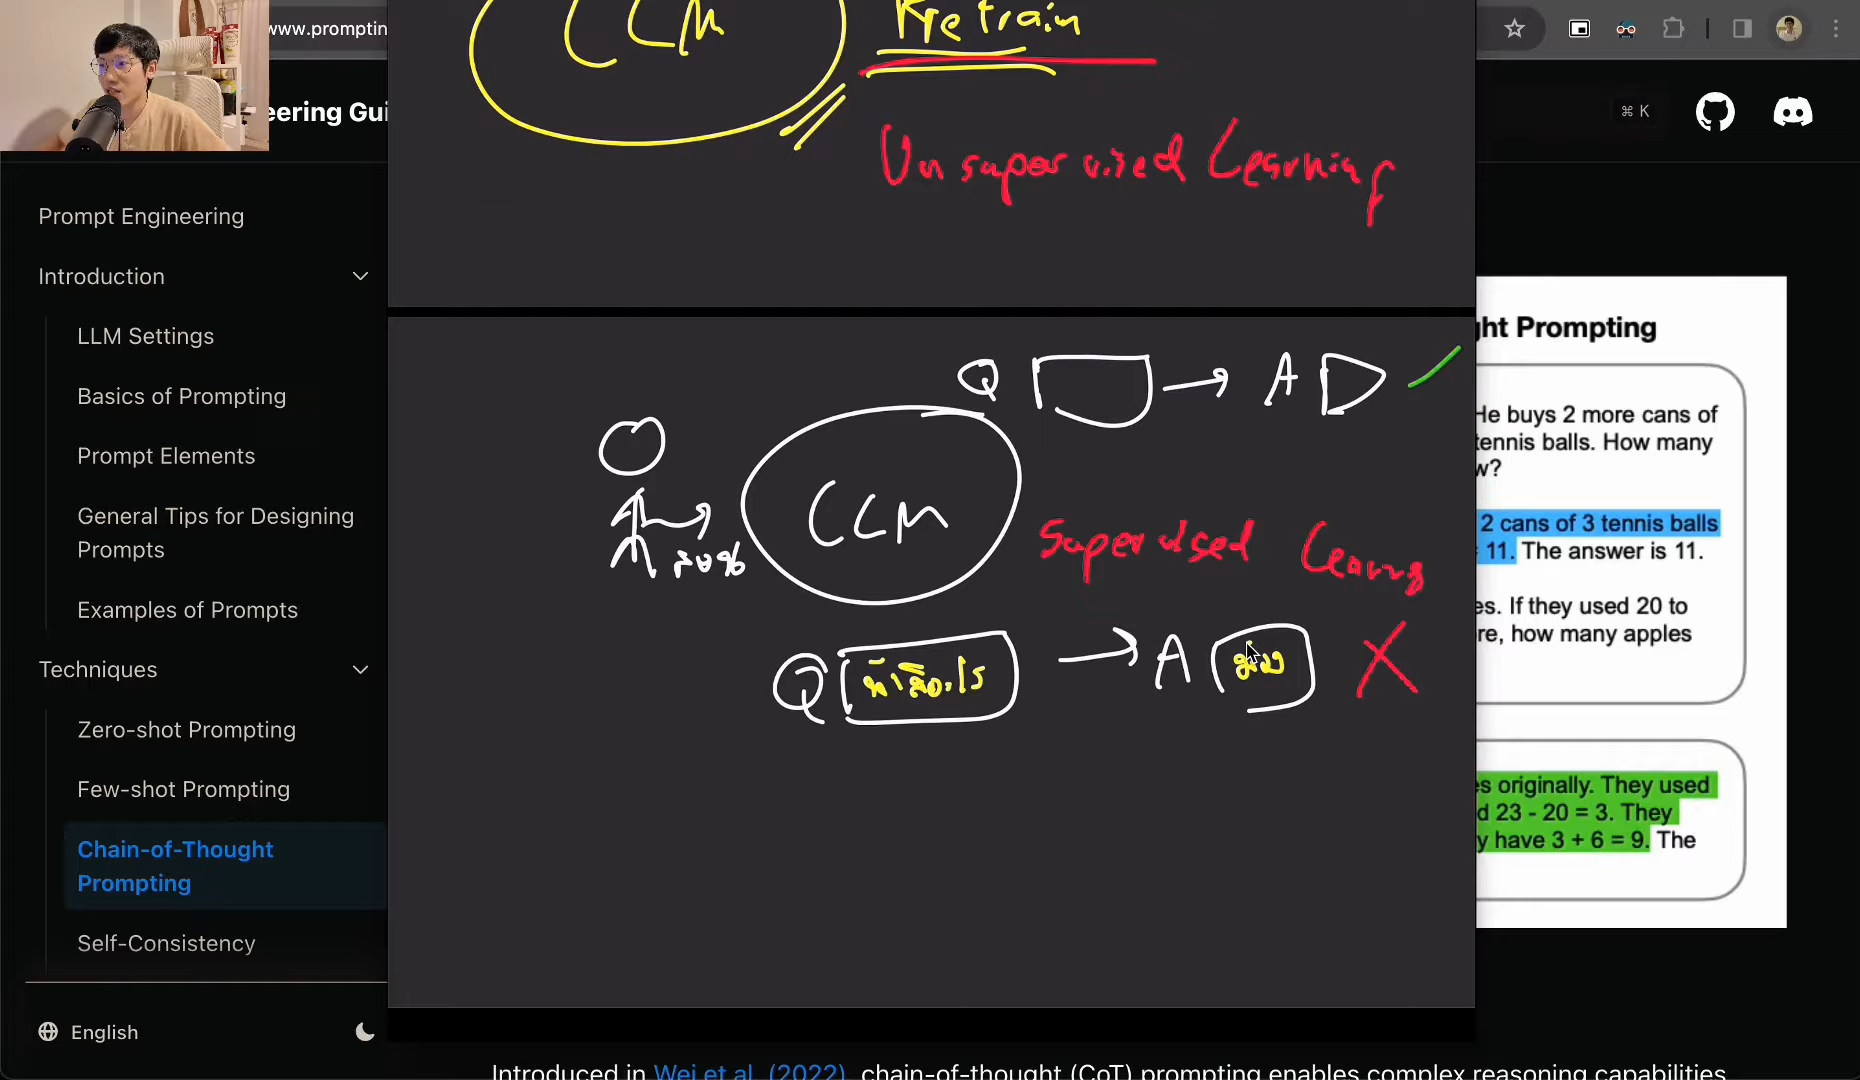 www.promptin
eering Gui
⌘ K
Prompt Engineering
Introduction
LLM Settings
Basics of Prompting
Prompt Elements
General Tips for Designing
Prompts
Examples of Prompts
Techniques
Zero-shot Prompting
Few-shot Prompting
Chain-of-Thought
Prompting
Self-Consistency
English
LLM
Pretrain
Unsupervised Learning
Q → A
LLM
Supervised Learning
Q → A
ht Prompting
He buys 2 more cans of
tennis balls. How many
w?
2 cans of 3 tennis balls
= 11. The answer is 11.
es. If they used 20 to
re, how many apples
s originally. They used
d 23 - 20 = 3. They
y have 3 + 6 = 9. The
Introduced in Wei et al. (2022), chain-of-thought (CoT) prompting enables complex reasoning capabilities